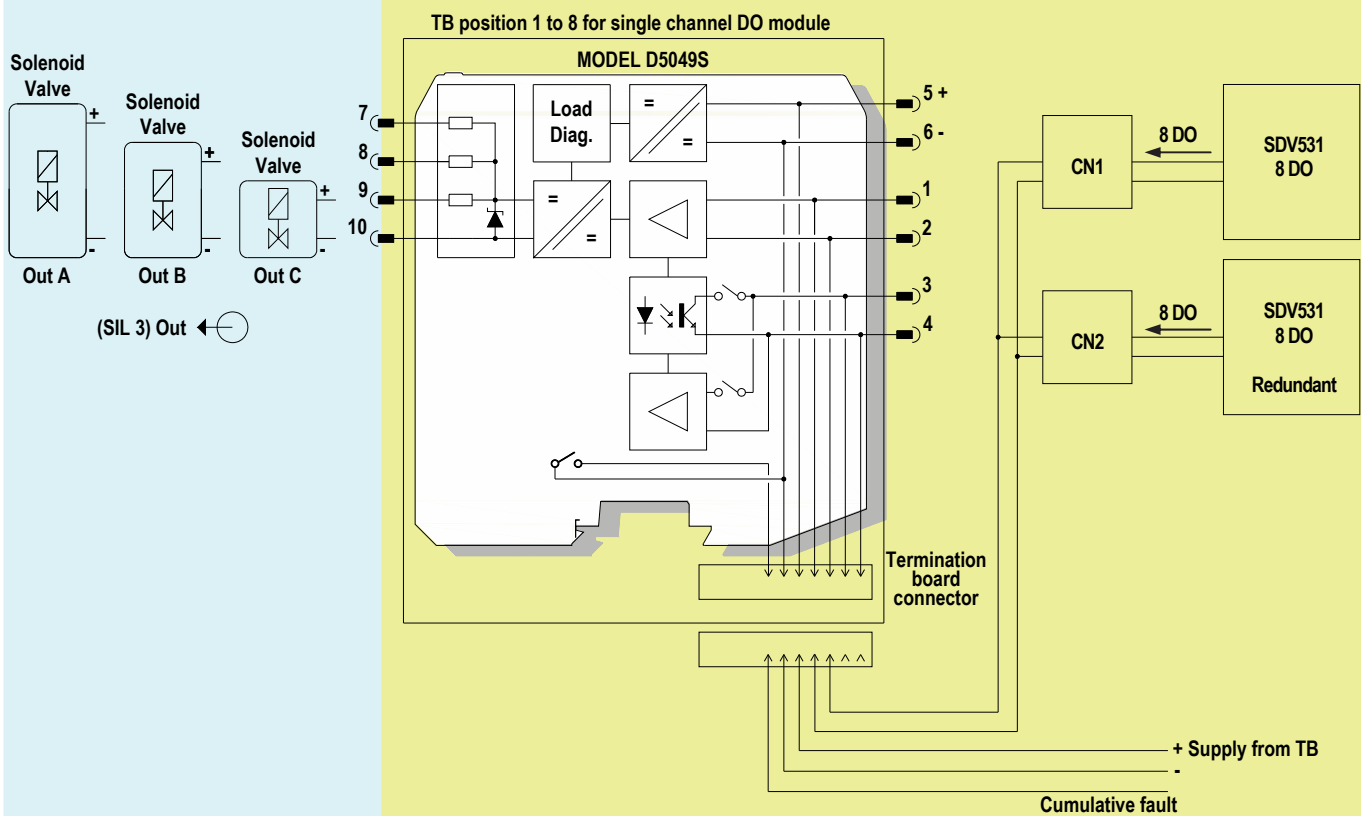 TB position 1 to 8 for single channel DO module
MODEL D5049S
Solenoid
Valve
+
-
Out A
Solenoid
Valve
+
-
Out B
Solenoid
Valve
+
-
Out C
(SIL 3) Out
7
8
9
10
Load
Diag.
=
=
=
=
5 +
6 -
1
2
3
4
Termination
board
connector
CN1
8 DO
SDV531
8 DO
CN2
8 DO
SDV531
8 DO
Redundant
+ Supply from TB
-
Cumulative fault